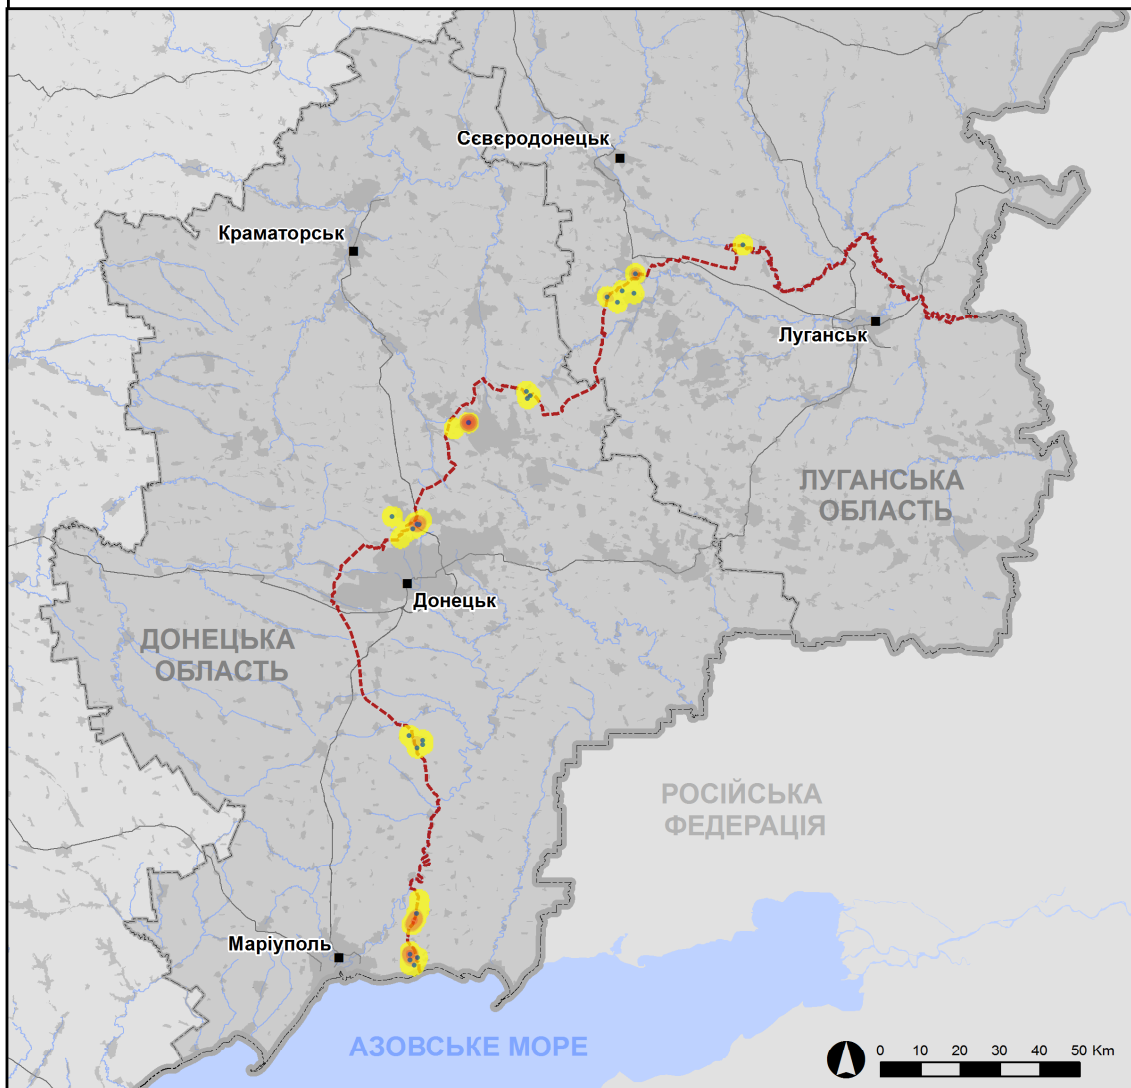 Сєвєродонецьк
Краматорськ
Луганськ
ЛУГАНСЬКА
ОБЛАСТЬ
Донецьк
ДОНЕЦЬКА
ОБЛАСТЬ
РОСІЙСЬКА
ФЕДЕРАЦІЯ
Маріуполь
АЗОВСЬКЕ МОРЕ
0 10 20 30 40 50 Km